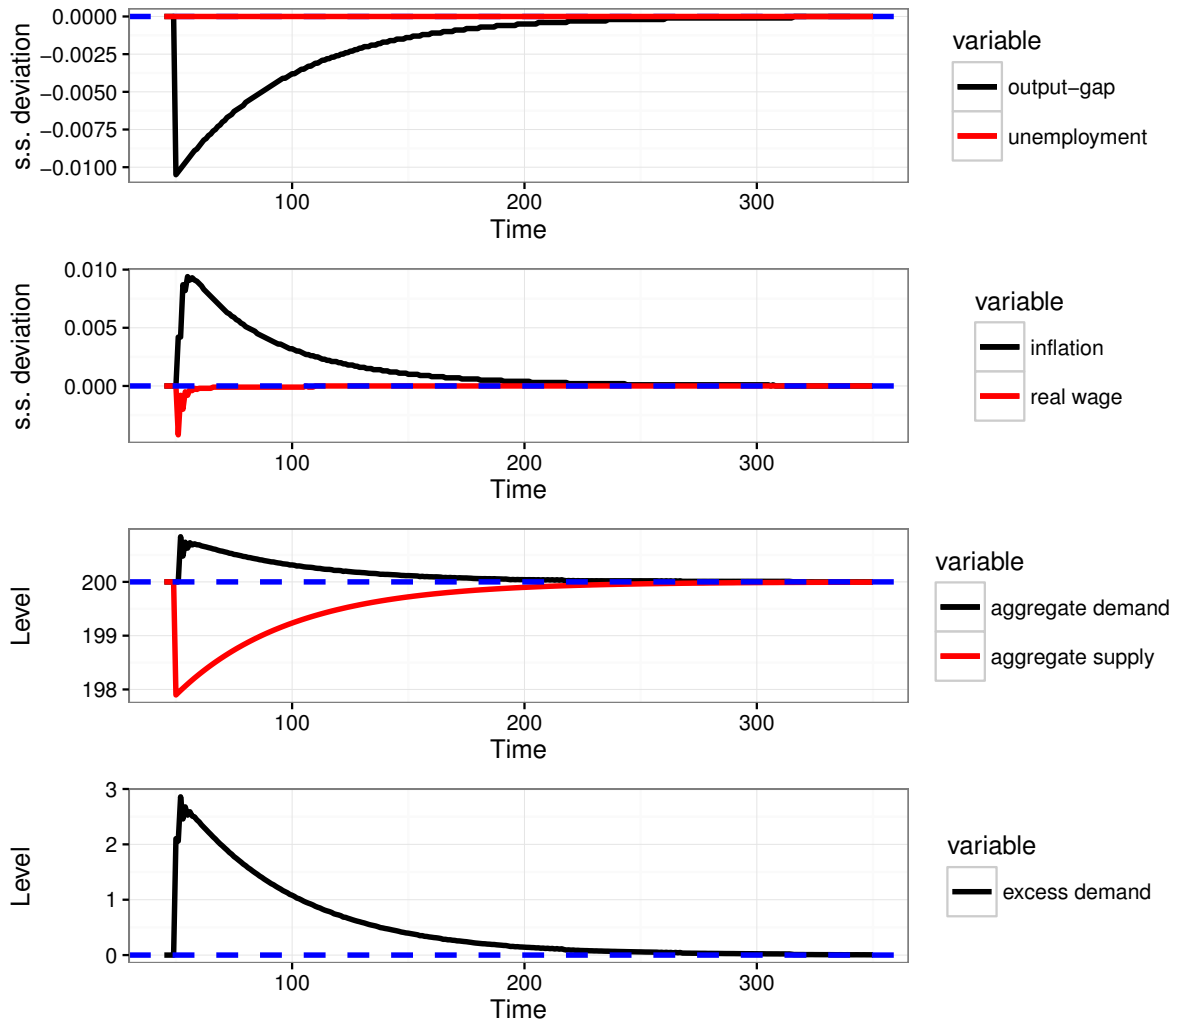 s.s. deviation
0.0000
−0.0025
−0.0050
−0.0075
−0.0100
100 200 300
Time
variable
output−gap
unemployment
s.s. deviation
0.010
0.005
0.000
100 200 300
Time
variable
inflation
real wage
Level
200
199
198
100 200 300
Time
variable
aggregate demand
aggregate supply
Level
3
2
1
0
100 200 300
Time
variable
excess demand